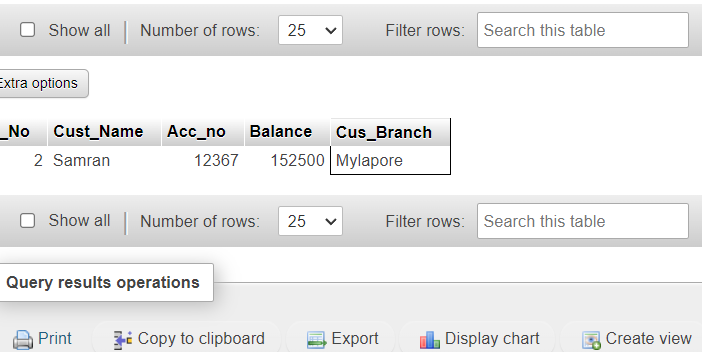 Show all Number of rows: 25 Filter rows: Search this table
Extra options
_No Cust_Name Acc_no Balance Cus_Branch
2 Samran 12367 152500 Mylapore
Show all Number of rows: 25 Filter rows: Search this table
Query results operations
Print Copy to clipboard Export Display chart Create view